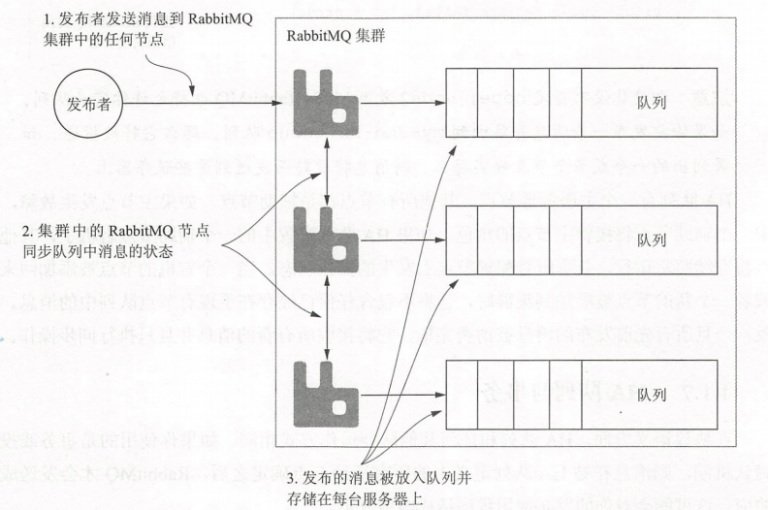 1. 发布者发送消息到 RabbitMQ
集群中的任何节点
RabbitMQ 集群
发布者
队列
2. 集群中的 RabbitMQ 节点
同步队列中消息的状态
队列
队列
3. 发布的消息被放入队列并
存储在每台服务器上